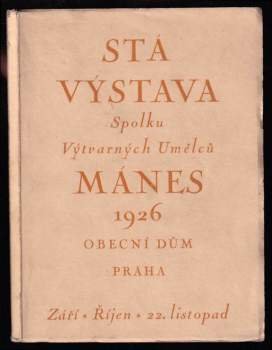 STÁ
VÝSTAVA
Spolku
Výtvarných Umělců
MÁNES
1926
OBECNÍ DŮM
PRAHA
Září • Říjen • 22. listopad